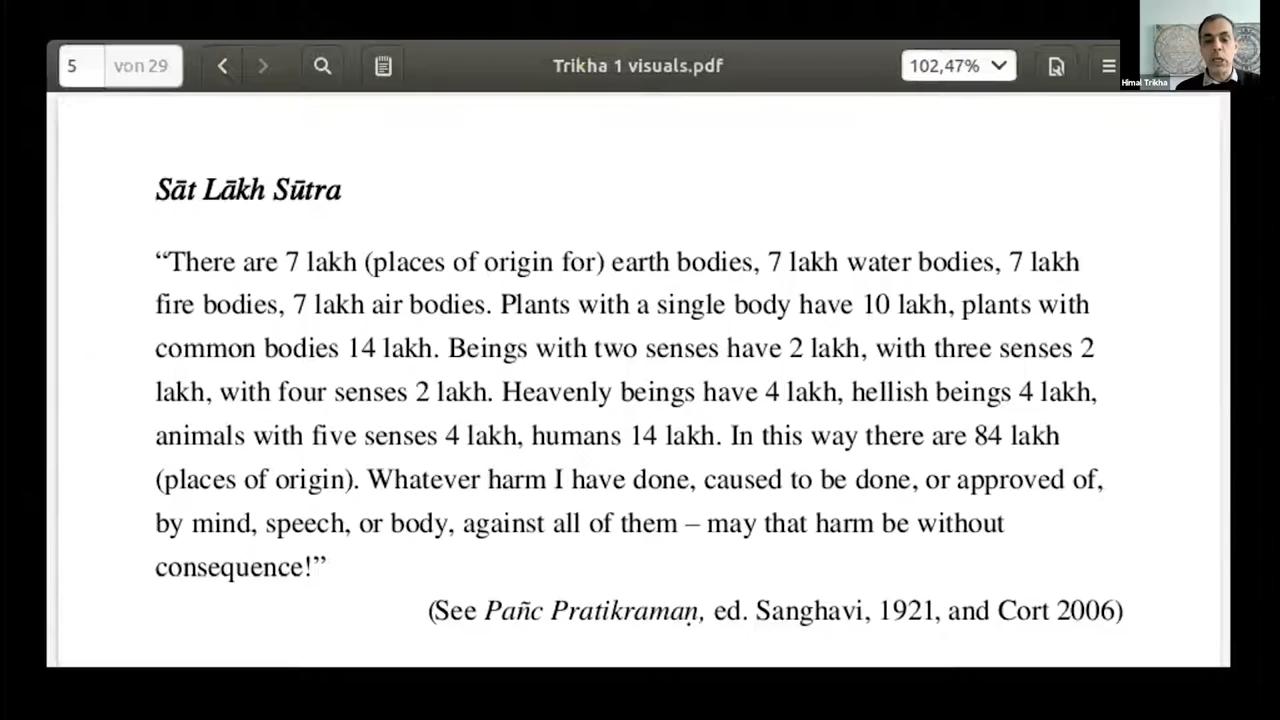 5 von 29
Trikha 1 visuals.pdf
102,47%
Himal Trikha
Sāt Lākh Sūtra
“There are 7 lakh (places of origin for) earth bodies, 7 lakh water bodies, 7 lakh
fire bodies, 7 lakh air bodies. Plants with a single body have 10 lakh, plants with
common bodies 14 lakh. Beings with two senses have 2 lakh, with three senses 2
lakh, with four senses 2 lakh. Heavenly beings have 4 lakh, hellish beings 4 lakh,
animals with five senses 4 lakh, humans 14 lakh. In this way there are 84 lakh
(places of origin). Whatever harm I have done, caused to be done, or approved of,
by mind, speech, or body, against all of them – may that harm be without
consequence!”
(See Pañc Pratikramaṇ, ed. Sanghavi, 1921, and Cort 2006)